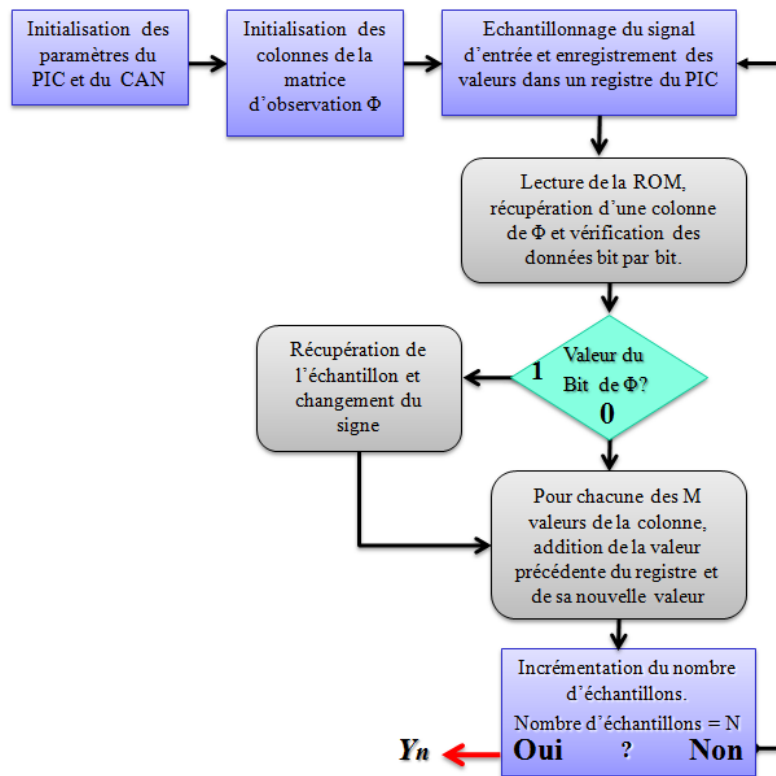 Initialisation des
paramètres du
PIC et du CAN
Initialisation des
colonnes de la
matrice
d'observation Φ
Echantillonnage du signal
d'entrée et enregistrement des
valeurs dans un registre du PIC
Lecture de la ROM,
récupération d'une colonne
de Φ et vérification des
données bit par bit.
Valeur du
Bit de Φ?
1
0
Récupération de
l'échantillon et
changement du
signe
Pour chacune des M
valeurs de la colonne,
addition de la valeur
précédente du registre et
de sa nouvelle valeur
Incrémentation du nombre
d'échantillons.
Nombre d'échantillons = N
Oui ? Non
Yn